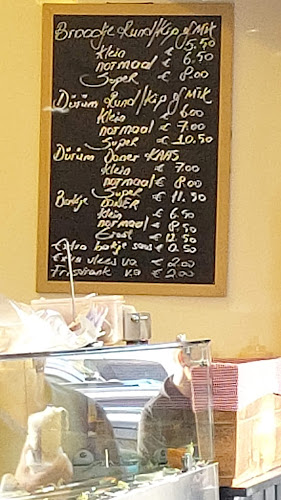 Broodje Rund/Kip of Mix
Klein € 5.50
normaal € 6.50
Super € 8.00
Dürüm Rund/Kip of Mix
Klein € 6.00
normaal € 7.00
Super € 10.50
Dürüm Doner KAAS
Klein € 7.00
normaal € 8.00
Super € 11.50
Bakje DONER
Klein € 6.50
normaal € 8.50
Groot € 12.50
Extra bakje saus € 0.50
Extra vlees v.a € 2.00
Frisdrank v.a € 2.00